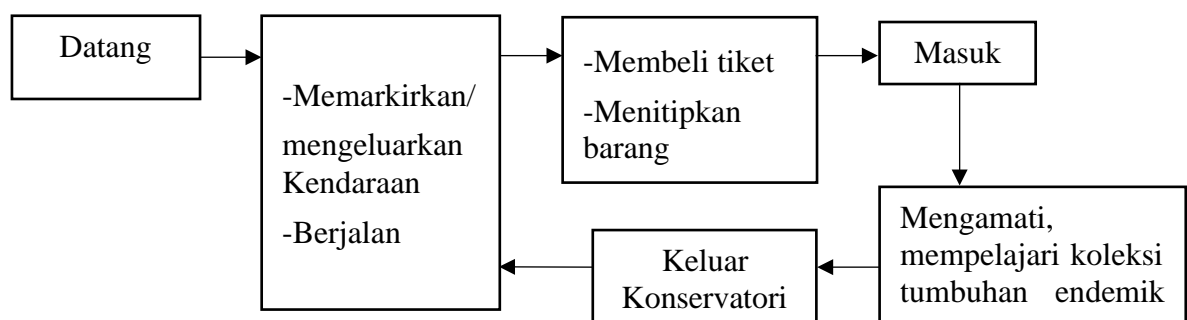 Datang
-Memarkirkan/
mengeluarkan
Kendaraan
-Berjalan
-Membeli tiket
-Menitipkan
barang
Masuk
Mengamati,
mempelajari koleksi
tumbuhan endemik
Keluar
Konservatori